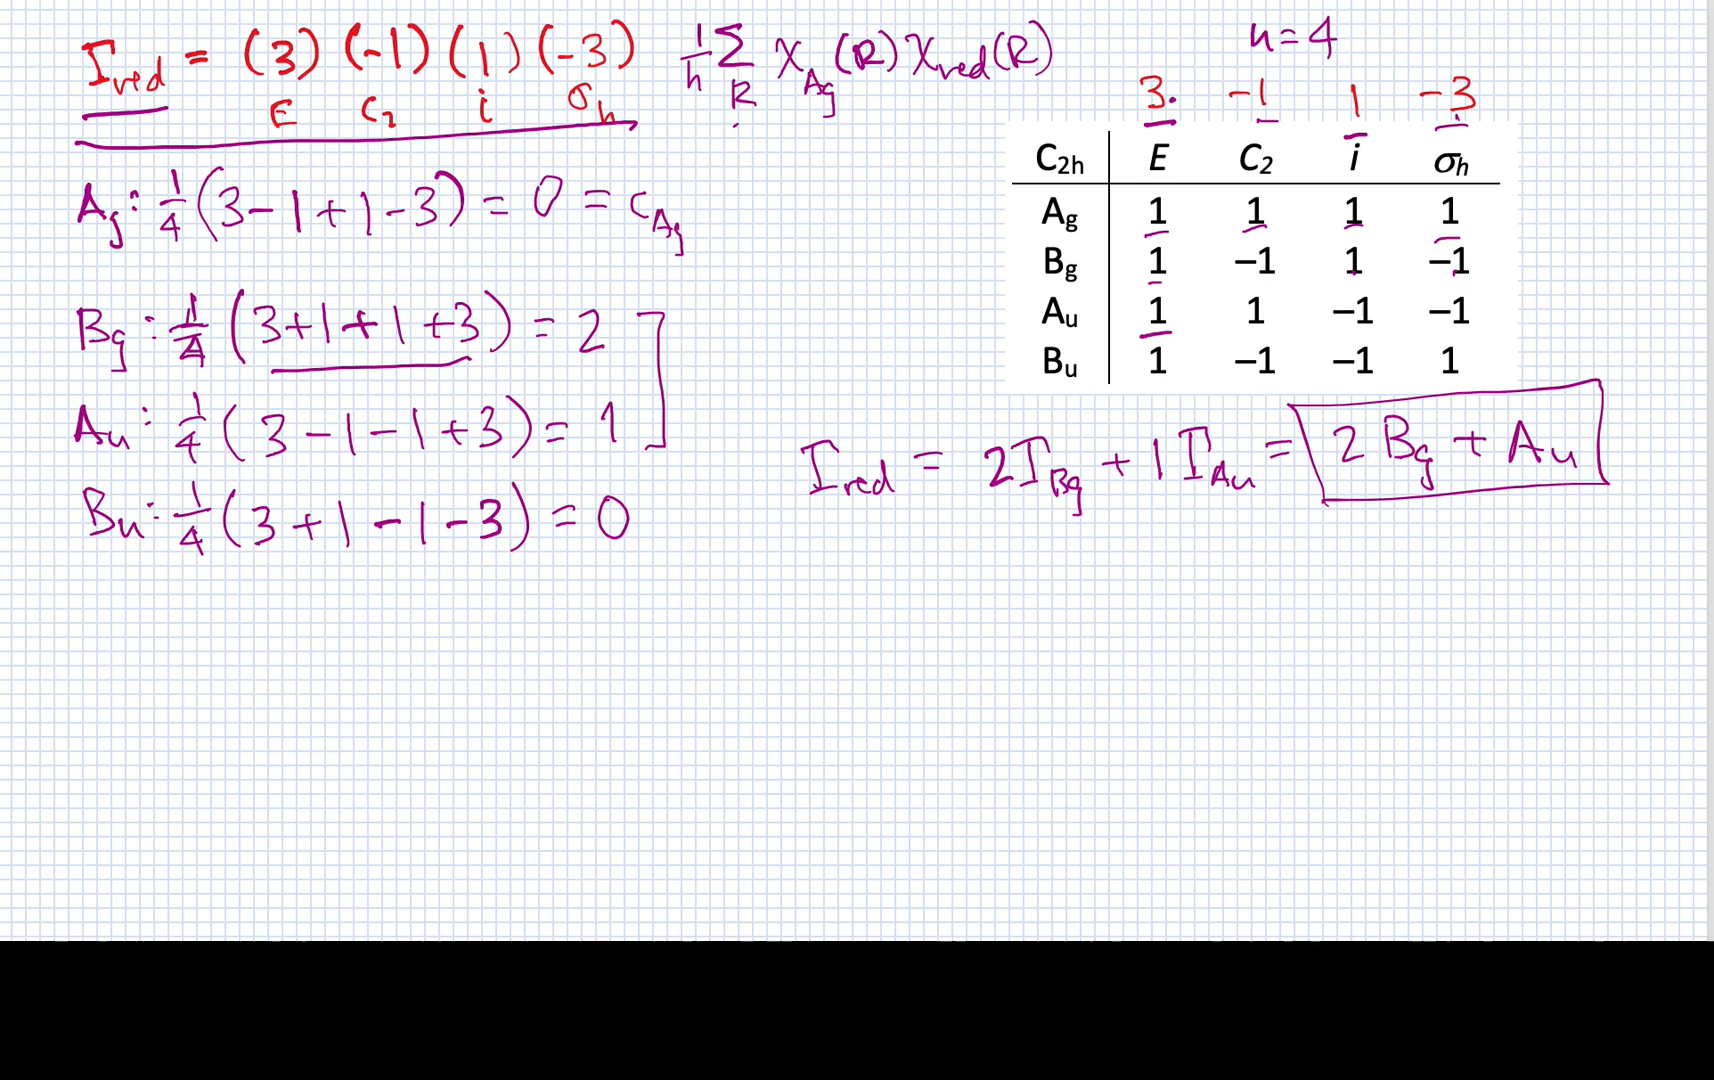 Γred = (3) (-1) (1) (-3)
E C2 i σh
1/h Σ_R χ_Ag (R) χ_red (R)
h=4
3 -1 1 -3
C2h E C2 i σh
Ag 1 1 1 1
Bg 1 –1 1 –1
Au 1 1 –1 –1
Bu 1 –1 –1 1
Ag: 1/4 (3-1+1-3) = 0 = c_Ag
Bg: 1/4 (3+1+1+3) = 2
Au: 1/4 (3-1-1+3) = 1
Bu: 1/4 (3+1-1-3) = 0
Γred = 2Γ_Bg + 1Γ_Au = 2Bg + Au